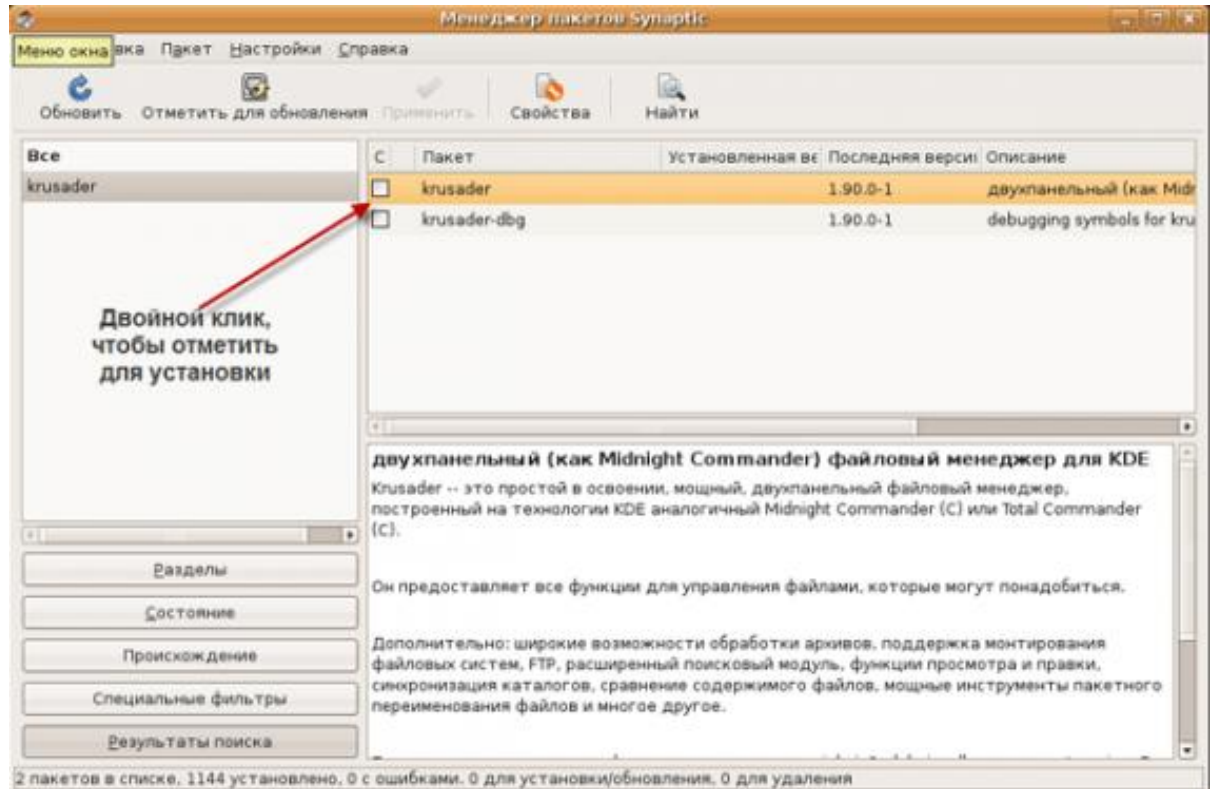 Менеджер пакетов Synaptic
Меню окна вка Пакет Настройки Справка
Обновить Отметить для обновления Применить Свойства Найти
Все
krusader
С Пакет Установленная ве Последняя верси Описание
krusader 1.90.0-1 двухпанельный (как Midn
krusader-dbg 1.90.0-1 debugging symbols for kru
Двойной клик,
чтобы отметить
для установки
двухпанельный (как Midnight Commander) файловый менеджер для KDE
Krusader -- это простой в освоении, мощный, двухпанельный файловый менеджер,
построенный на технологии KDE аналогичный Midnight Commander (C) или Total Commander
(C).
Он предоставляет все функции для управления файлами, которые могут понадобиться.
Дополнительно: широкие возможности обработки архивов, поддержка монтирования
файловых систем, FTP, расширенный поисковый модуль, функции просмотра и правки,
синхронизация каталогов, сравнение содержимого файлов, мощные инструменты пакетного
переименования файлов и многое другое.
Разделы
Состояние
Происхождение
Специальные фильтры
Результаты поиска
2 пакетов в списке, 1144 установлено, 0 с ошибками. 0 для установки/обновления, 0 для удаления